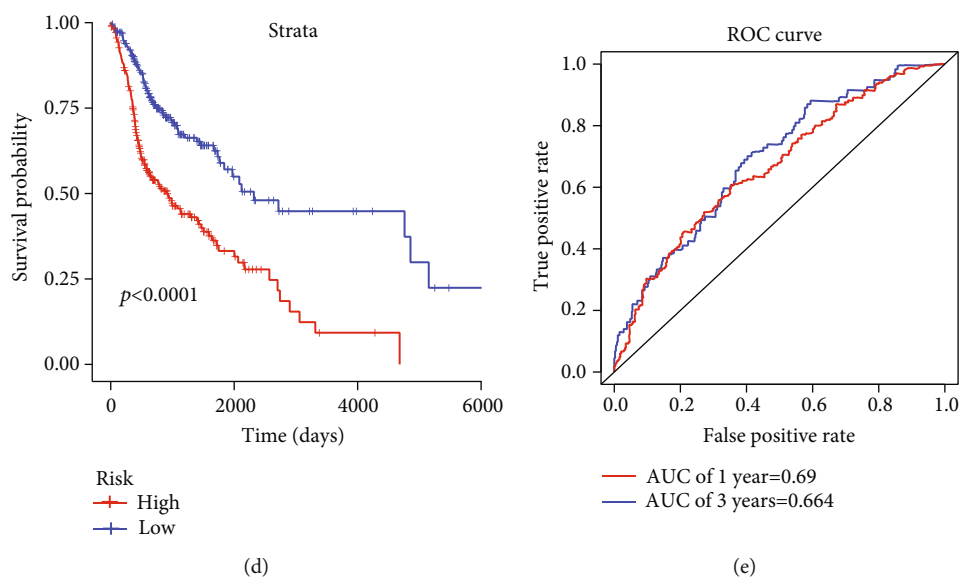 Strata
1.00
0.75
0.50
0.25
0.00
Survival probability
p<0.0001
0
2000
4000
6000
Time (days)
Risk
High
Low
(d)
ROC curve
1.0
0.8
0.6
0.4
0.2
0.0
True positive rate
0.0
0.2
0.4
0.6
0.8
1.0
False positive rate
AUC of 1 year=0.69
AUC of 3 years=0.664
(e)